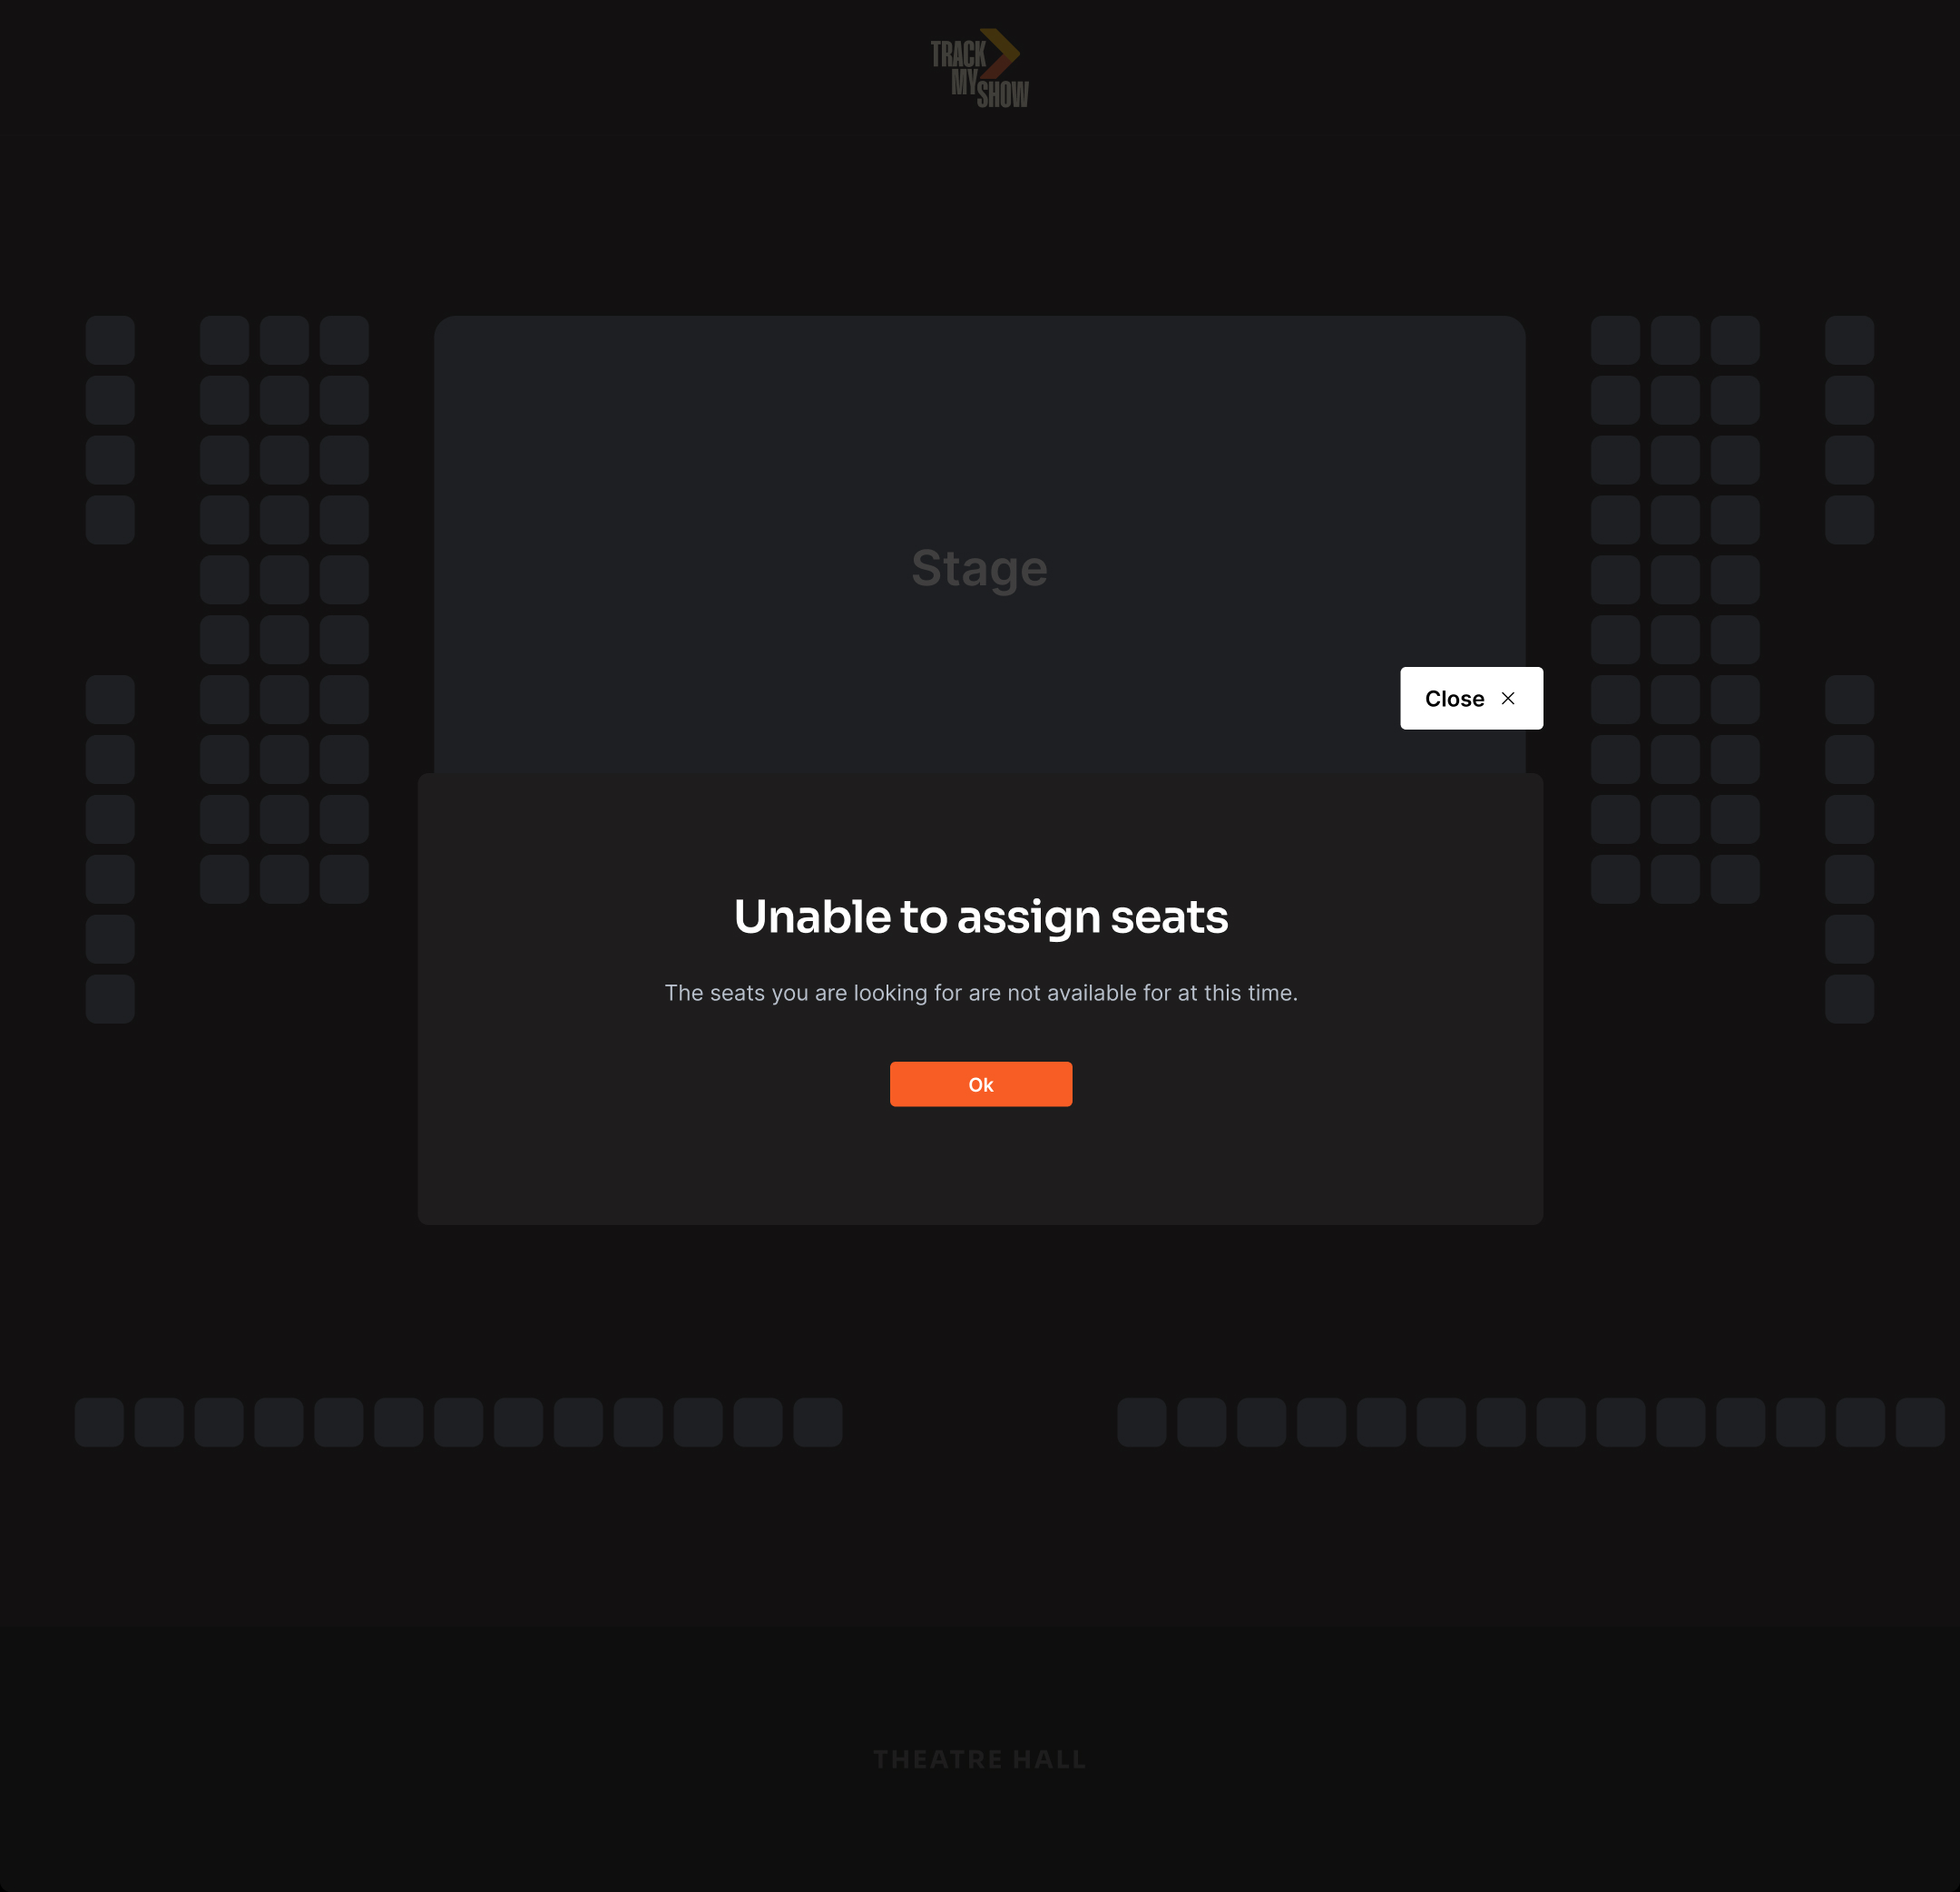 TRACK
MY
SHOW
Stage
Close
Unable to assign seats
The seats you are looking for are not available for at this time.
Ok
THEATRE HALL